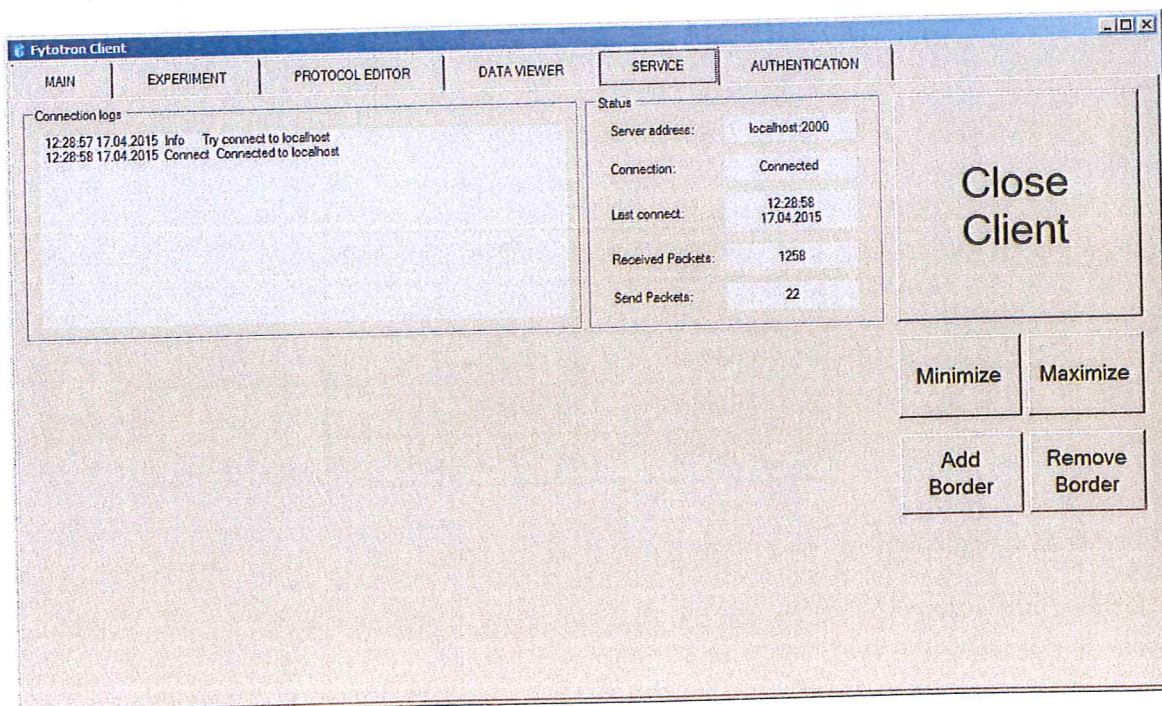 Fytotron Client
MAIN EXPERIMENT PROTOCOL EDITOR DATA VIEWER SERVICE AUTHENTICATION
Connection logs
12:28:57 17.04.2015 Info Try connect to localhost
12:28:58 17.04.2015 Connect Connected to localhost
Status
Server address: localhost:2000
Connection: Connected
Last connect: 12:28:58
17.04.2015
Received Packets: 1258
Send Packets: 22
Close
Client
Minimize Maximize
Add
Border
Remove
Border